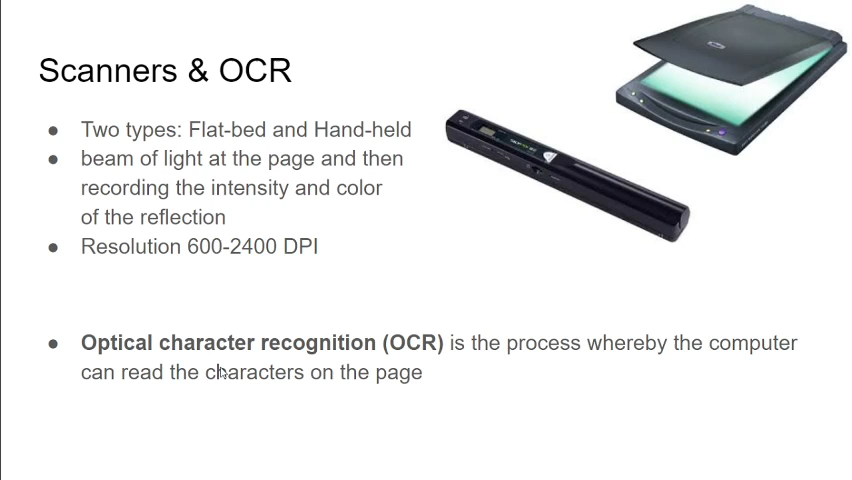 Scanners & OCR
● Two types: Flat-bed and Hand-held
● beam of light at the page and then
recording the intensity and color
of the reflection
● Resolution 600-2400 DPI
● Optical character recognition (OCR) is the process whereby the computer
can read the characters on the page